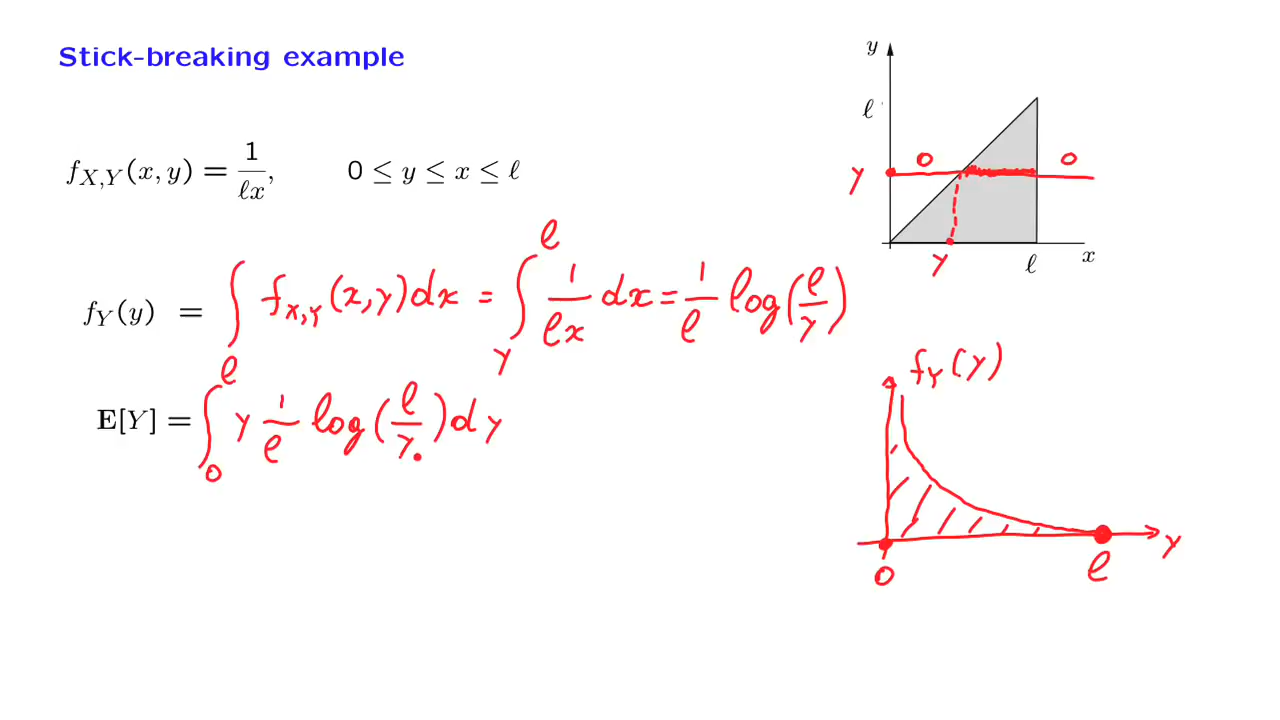 Stick-breaking example
f_{X,Y}(x, y) = 1/(ℓx),    0 ≤ y ≤ x ≤ ℓ
y
ℓ
0 0
y
y
ℓ
x
f_Y(y) = ∫ f_{X,Y}(x,y)dx = ∫_y^ℓ 1/(ℓx) dx = 1/ℓ log(ℓ/y)
E[Y] = ∫_0^ℓ y 1/ℓ log(ℓ/y) dy
f_Y(y)
y
0
ℓ